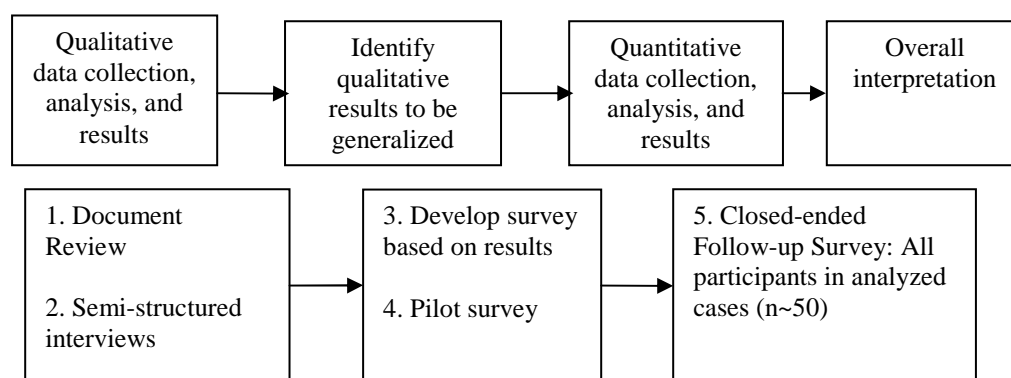 Qualitative
data collection,
analysis, and
results
Identify
qualitative
results to be
generalized
Quantitative
data collection,
analysis, and
results
Overall
interpretation
1. Document
Review
2. Semi-structured
interviews
3. Develop survey
based on results
4. Pilot survey
5. Closed-ended
Follow-up Survey: All
participants in analyzed
cases (n~50)